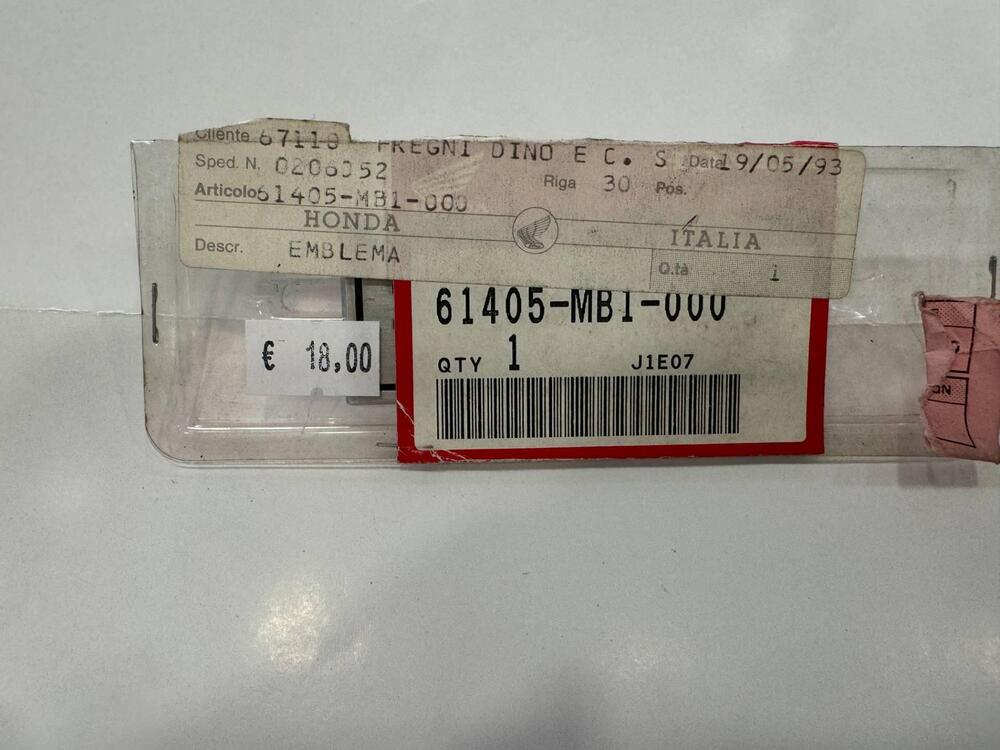 Cliente 67110 FREGNI DINO E C. S Data 19/05/93
Sped. N. 0206052
Riga 30 Pos.
Articolo 61405-MB1-000
HONDA ITALIA
Descr. EMBLEMA
Q.tà 1
61405-MB1-000
€ 18,00
QTY 1 J1E07